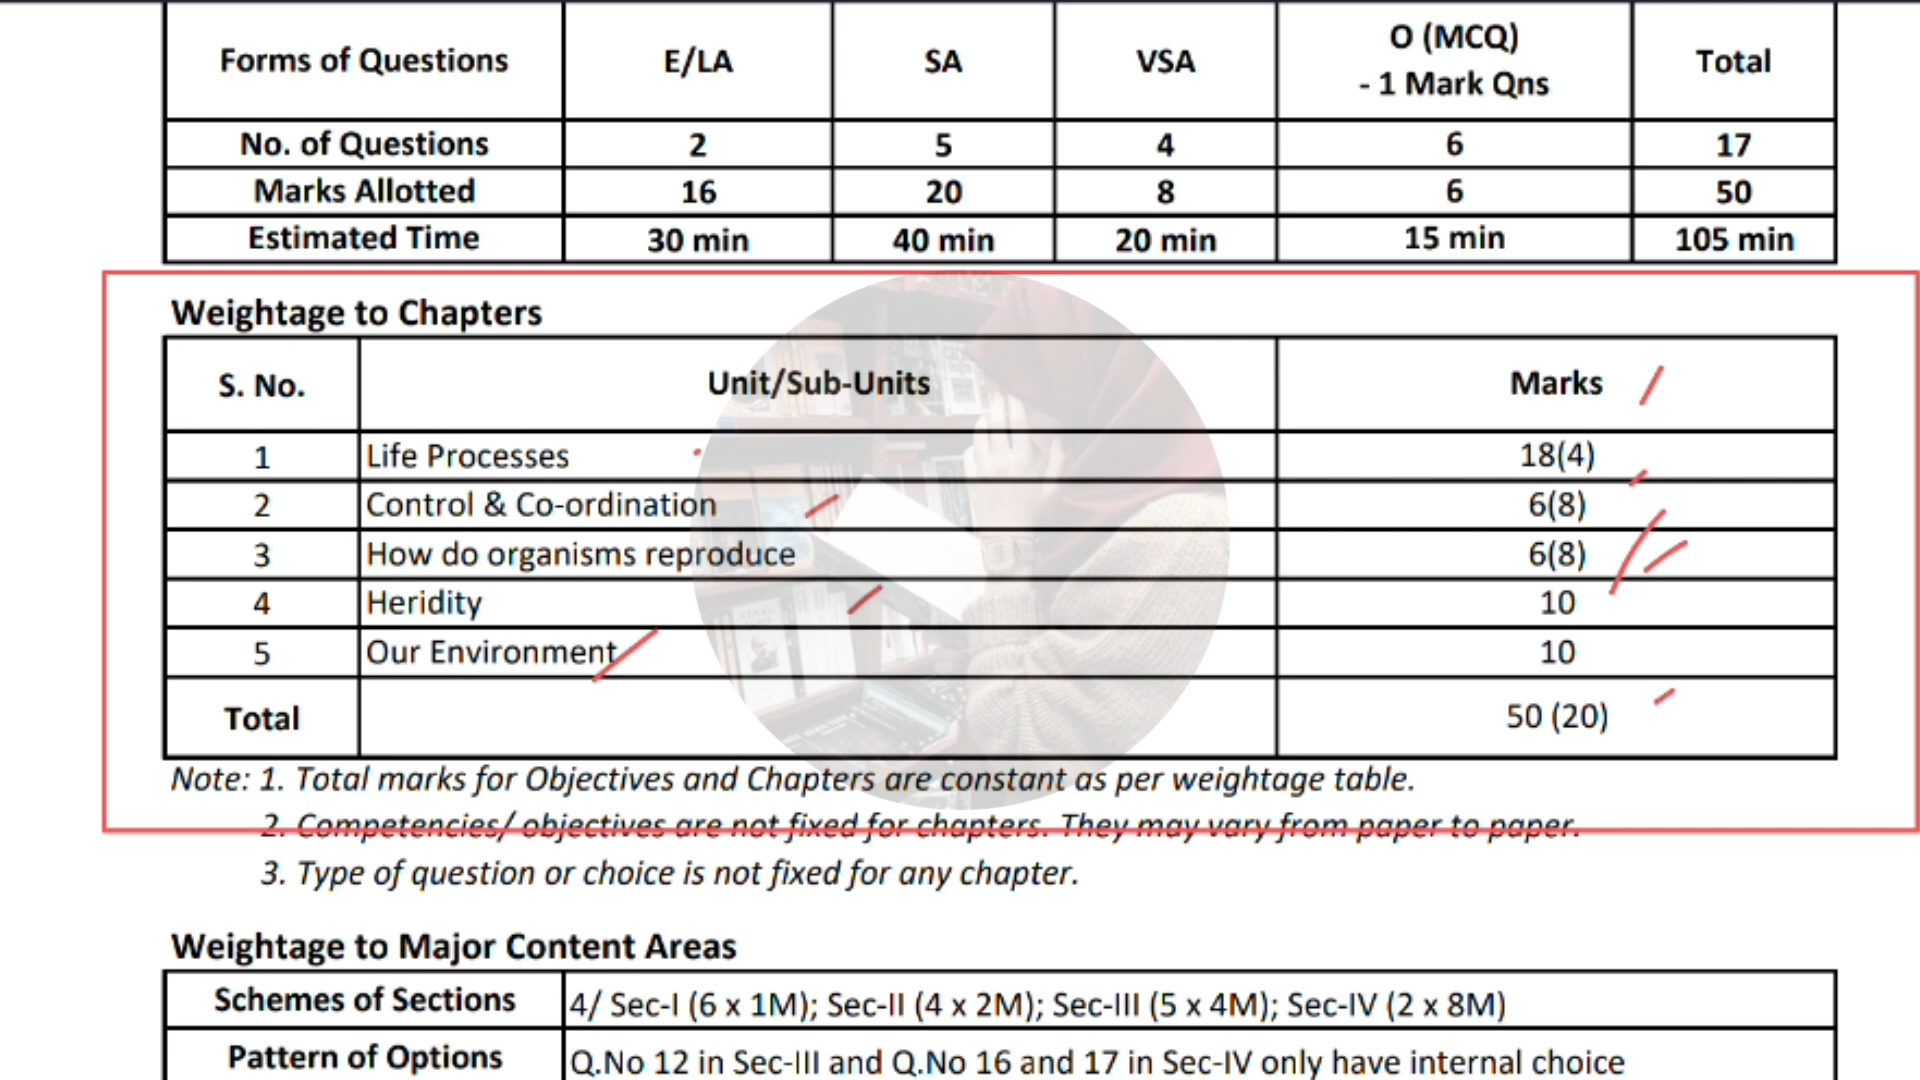 Forms of Questions E/LA SA VSA O (MCQ) - 1 Mark Qns Total
No. of Questions 2 5 4 6 17
Marks Allotted 16 20 8 6 50
Estimated Time 30 min 40 min 20 min 15 min 105 min
Weightage to Chapters
S. No. Unit/Sub-Units Marks
1 Life Processes 18(4)
2 Control & Co-ordination 6(8)
3 How do organisms reproduce 6(8)
4 Heridity 10
5 Our Environment 10
Total 50 (20)
Note: 1. Total marks for Objectives and Chapters are constant as per weightage table.
2. Competencies/ objectives are not fixed for chapters. They may vary from paper to paper.
3. Type of question or choice is not fixed for any chapter.
Weightage to Major Content Areas
Schemes of Sections 4/ Sec-I (6 x 1M); Sec-II (4 x 2M); Sec-III (5 x 4M); Sec-IV (2 x 8M)
Pattern of Options Q.No 12 in Sec-III and Q.No 16 and 17 in Sec-IV only have internal choice